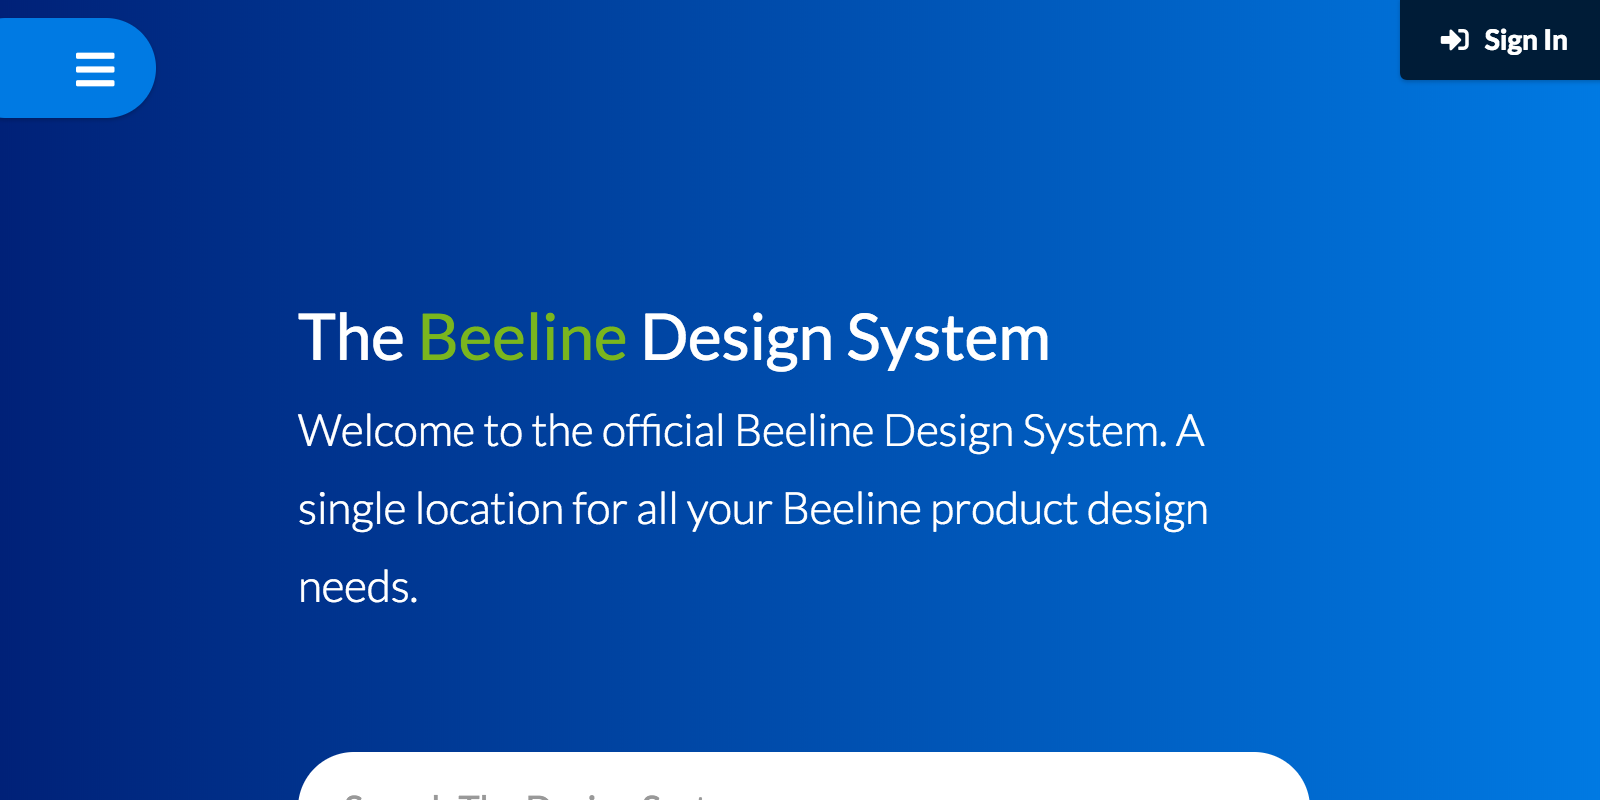 Sign In
The Beeline Design System
Welcome to the official Beeline Design System. A
single location for all your Beeline product design
needs.